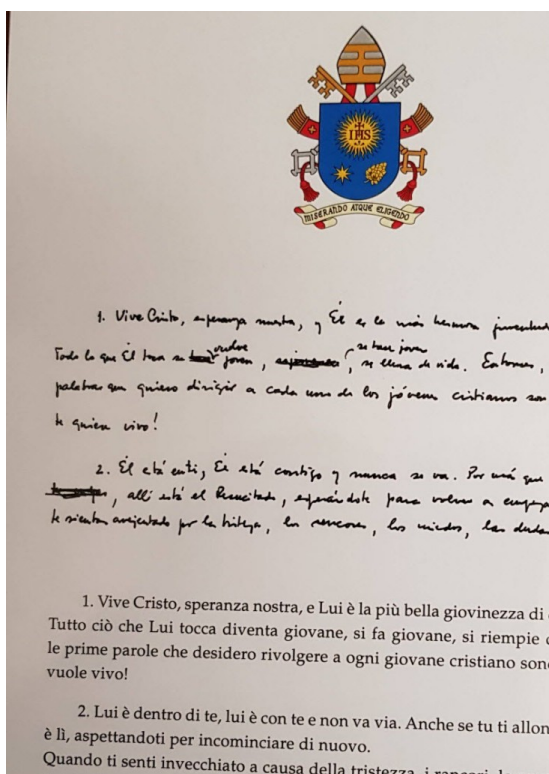 IHS
MISERANDO ATQUE ELIGENDO
1. Vive Cristo, esperanza nuestra, y Él es la más hermosa juventud
vuelve se hace joven
Todo lo que Él toca se joven, , se llena de vida. Entonces,
palabras que quiero dirigir a cada uno de los jóvenes cristianos son
te quiere vivo!
2. Él está en ti, Él está contigo y nunca se va. Por más que
, allí está el Resucitado, esperándote para volver a empezar
te sientas avejentado por la tristeza, los rencores, los miedos, las dudas
1. Vive Cristo, speranza nostra, e Lui è la più bella giovinezza di
Tutto ciò che Lui tocca diventa giovane, si fa giovane, si riempie
le prime parole che desidero rivolgere a ogni giovane cristiano sono
vuole vivo!
2. Lui è dentro di te, lui è con te e non va via. Anche se tu ti allon
è lì, aspettandoti per incominciare di nuovo.
Quando ti senti invecchiato a causa della tristezza, i rancori,